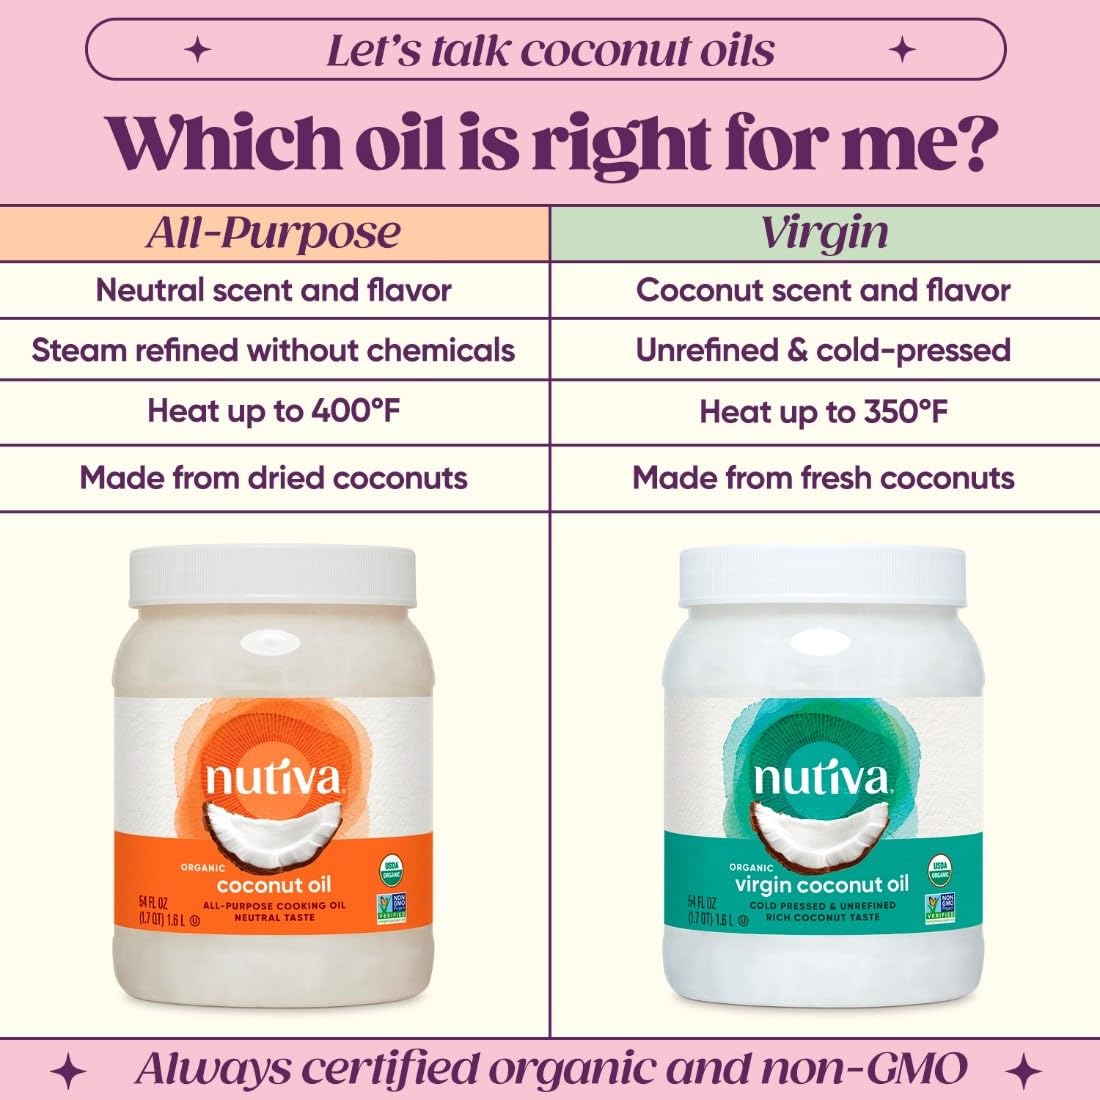 Let's talk coconut oils
Which oil is right for me?
All-Purpose
Virgin
Neutral scent and flavor
Coconut scent and flavor
Steam refined without chemicals
Unrefined & cold-pressed
Heat up to 400°F
Heat up to 350°F
Made from dried coconuts
Made from fresh coconuts
nutiva
ORGANIC
coconut oil
USDA
ORGANIC
ALL-PURPOSE COOKING OIL
NEUTRAL TASTE
54 FL OZ
(1.7 QT) 1.6 L U
NON
GMO
Project
VERIFIED
nutiva
ORGANIC
virgin coconut oil
USDA
ORGANIC
COLD PRESSED & UNREFINED
RICH COCONUT TASTE
54 FL OZ
(1.7 QT) 1.6 L U
NON
GMO
Project
VERIFIED
Always certified organic and non-GMO